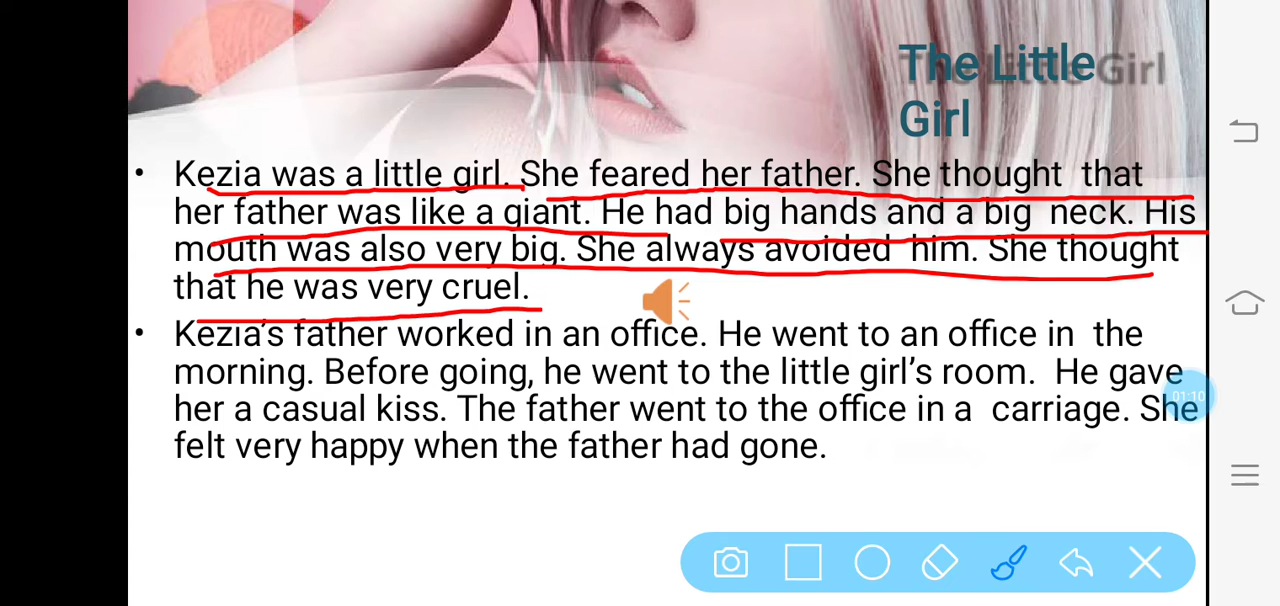 The Little
Girl
Girl
• Kezia was a little girl. She feared her father. She thought that
her father was like a giant. He had big hands and a big neck. His
mouth was also very big. She always avoided him. She thought
that he was very cruel.
• Kezia’s father worked in an office. He went to an office in the
morning. Before going, he went to the little girl’s room. He gave
her a casual kiss. The father went to the office in a carriage. She
felt very happy when the father had gone.
01:10